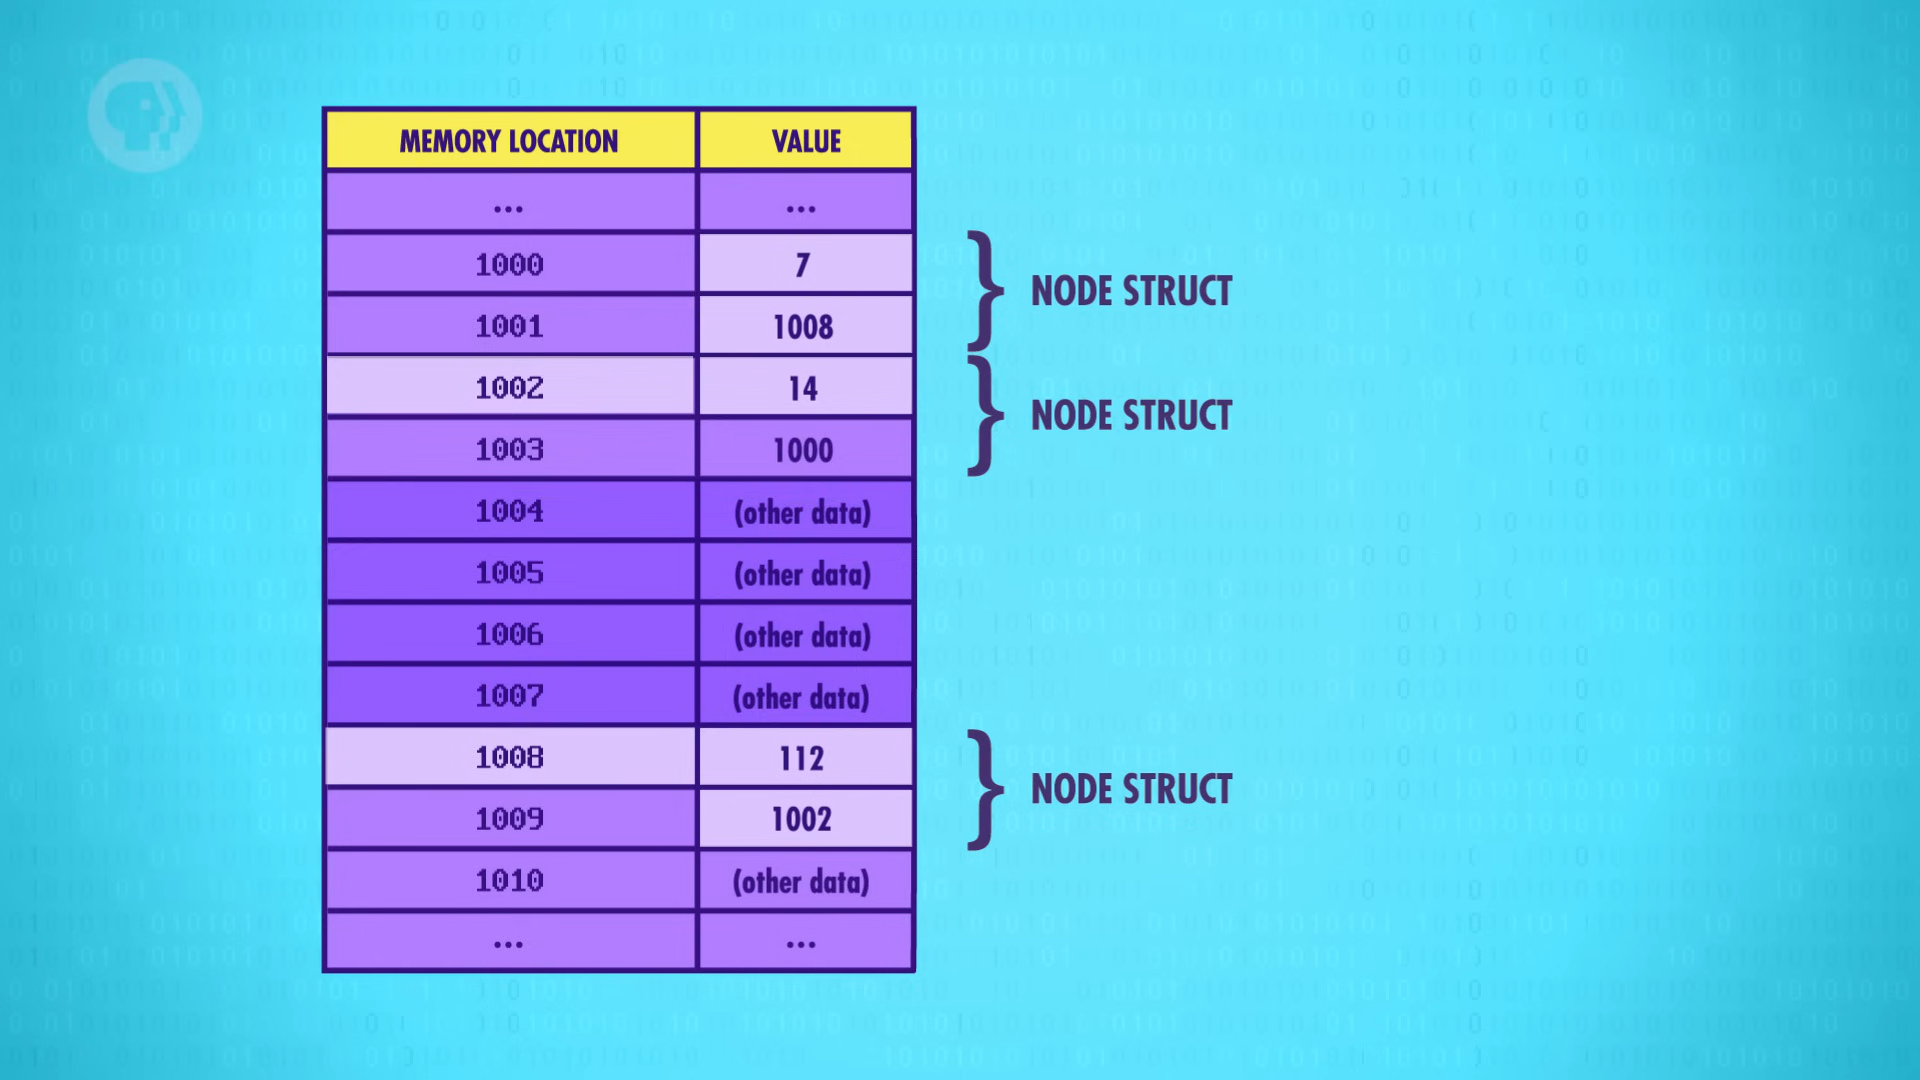 MEMORY LOCATION VALUE
... ...
1000 7
1001 1008
NODE STRUCT
1002 14
1003 1000
NODE STRUCT
1004 (other data)
1005 (other data)
1006 (other data)
1007 (other data)
1008 112
1009 1002
NODE STRUCT
1010 (other data)
... ...